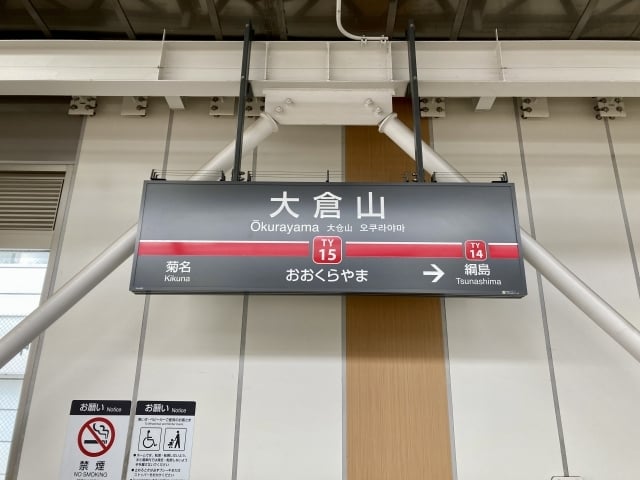 大倉山
Ōkurayama 大仓山 오쿠라야마
TY
15
TY
14
菊名
Kikuna
おおくらやま
→
綱島
Tsunashima
お願い Notice
禁煙
NO SMOKING
お願い Notice